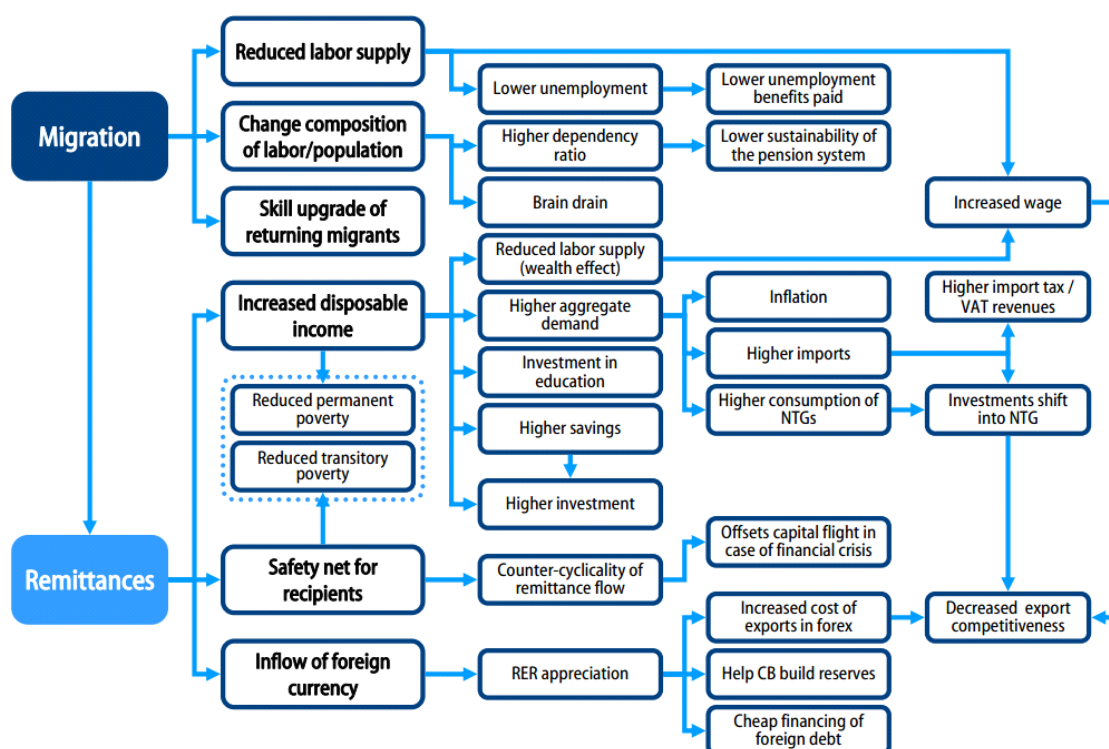 Migration
Reduced labor supply
Change composition
of labor/population
Skill upgrade of
returning migrants
Lower unemployment
Lower unemployment
benefits paid
Higher dependency
ratio
Lower sustainability of
the pension system
Brain drain
Increased wage
Remittances
Increased disposable
income
Reduced permanent
poverty
Reduced transitory
poverty
Safety net for
recipients
Inflow of foreign
currency
Reduced labor supply
(wealth effect)
Higher aggregate
demand
Investment in
education
Higher savings
Higher investment
Counter-cyclicality of
remittance flow
RER appreciation
Inflation
Higher imports
Higher consumption of
NTGs
Higher import tax /
VAT revenues
Investments shift
into NTG
Offsets capital flight in
case of financial crisis
Increased cost of
exports in forex
Help CB build reserves
Cheap financing of
foreign debt
Decreased export
competitiveness